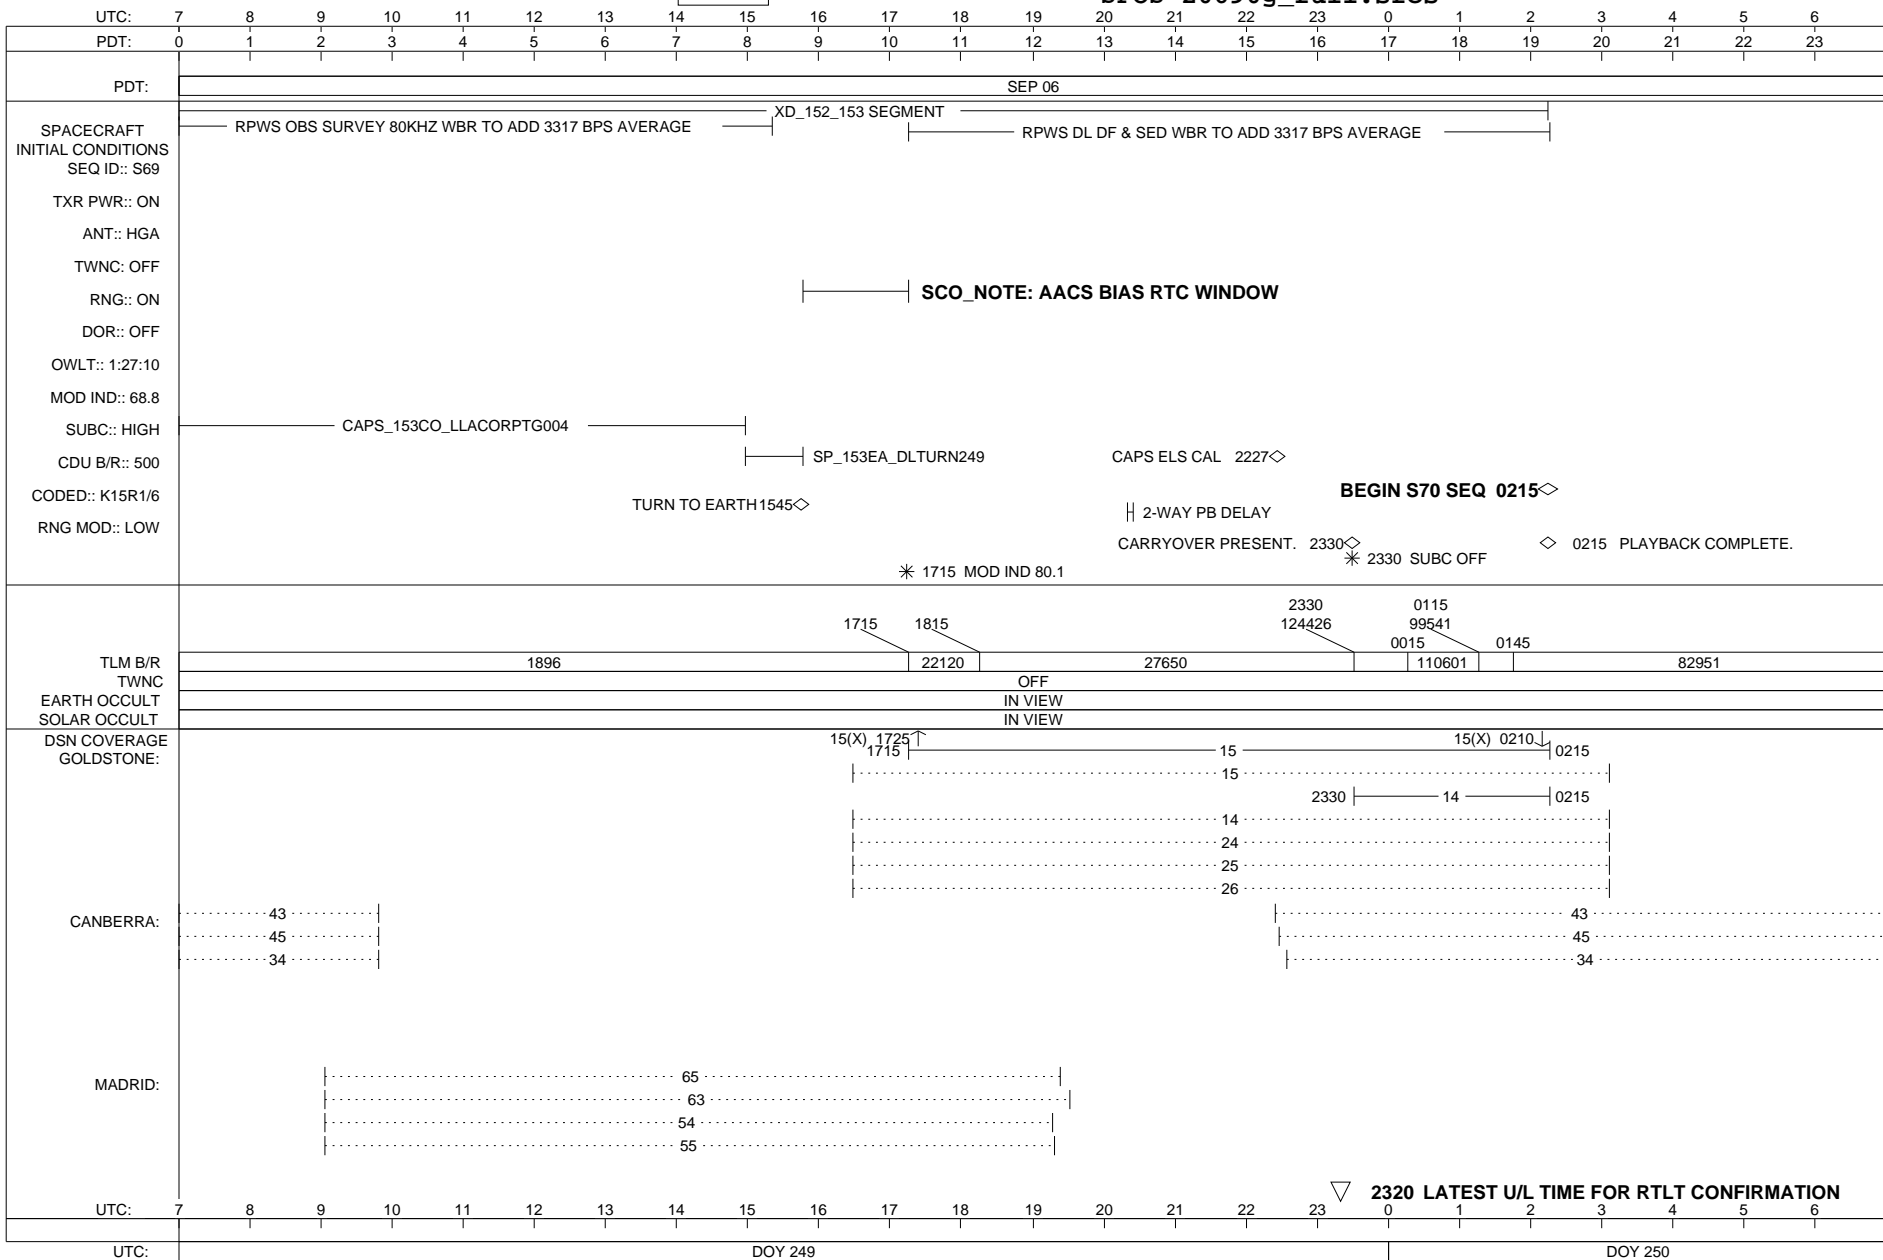 UTC: 7 8 9 10 11 12 13 14 15 16 17 18 19 20 21 22 23 0 1 2 3 4 5 6
PDT: 0 1 2 3 4 5 6 7 8 9 10 11 12 13 14 15 16 17 18 19 20 21 22 23
PDT: SEP 06
XD_152_153 SEGMENT
RPWS OBS SURVEY 80KHZ WBR TO ADD 3317 BPS AVERAGE
RPWS DL DF & SED WBR TO ADD 3317 BPS AVERAGE
SPACECRAFT
INITIAL CONDITIONS
SEQ ID:: S69
TXR PWR:: ON
ANT:: HGA
TWNC: OFF
RNG:: ON
SCO_NOTE: AACS BIAS RTC WINDOW
DOR:: OFF
OWLT:: 1:27:10
MOD IND:: 68.8
SUBC:: HIGH
CAPS_153CO_LLACORPTG004
CDU B/R:: 500
SP_153EA_DLTURN249
CAPS ELS CAL 2227
CODED:: K15R1/6
BEGIN S70 SEQ 0215
TURN TO EARTH 1545
2-WAY PB DELAY
RNG MOD:: LOW
CARRYOVER PRESENT. 2330
0215 PLAYBACK COMPLETE.
2330 SUBC OFF
1715 MOD IND 80.1
2330 0115
1715 1815 124426 99541
0015 0145
TLM B/R 1896 22120 27650 110601 82951
TWNC OFF
EARTH OCCULT IN VIEW
SOLAR OCCULT IN VIEW
DSN COVERAGE
15(X) 1725 15(X) 0210
GOLDSTONE: 1715 15 0215
15
2330 14 0215
14
24
25
26
CANBERRA: 43 43
45 45
34 34
MADRID: 65
63
54
55
2320 LATEST U/L TIME FOR RTLT CONFIRMATION
UTC: 7 8 9 10 11 12 13 14 15 16 17 18 19 20 21 22 23 0 1 2 3 4 5 6
UTC: DOY 249 DOY 250